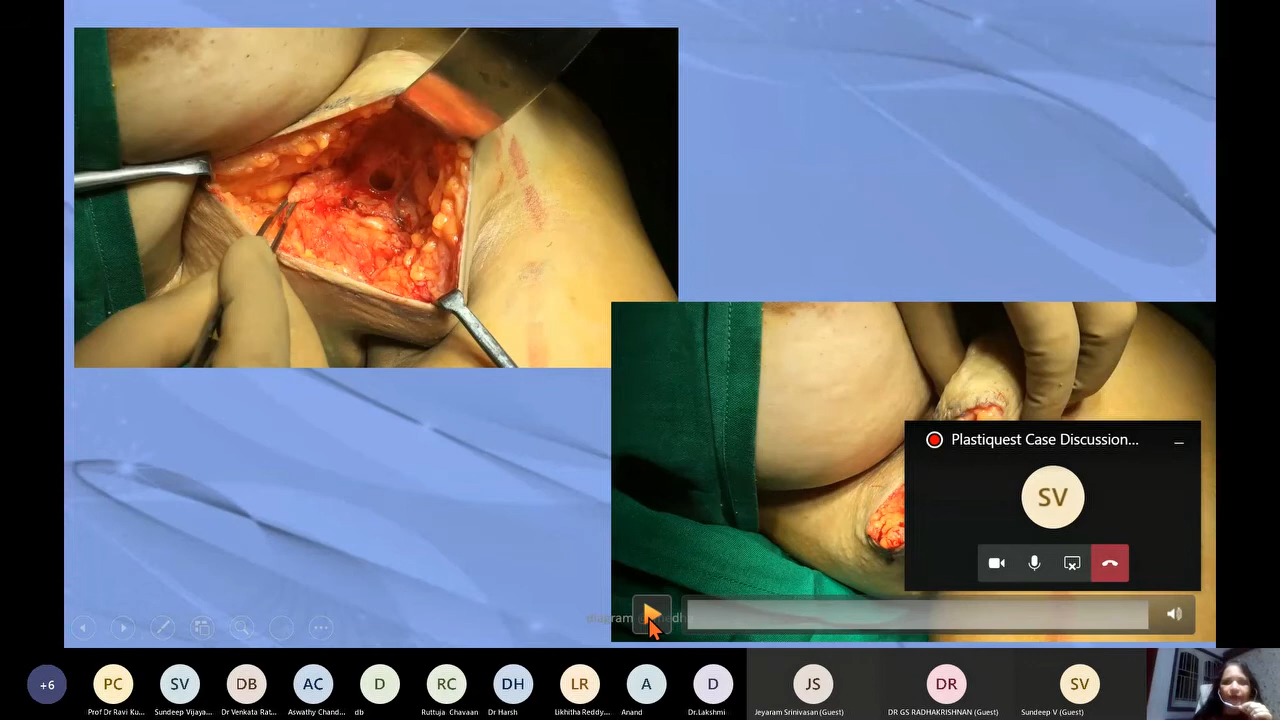 Plastiquest Case Discussion...
SV
+6
PC
SV
DB
AC
D
RC
DH
LR
A
D
JS
DR
SV
Prof Dr Ravi Ku...
Sundeep Vijaya...
Dr Venkata Rat...
Aswathy Chand...
db
Ruttuja Chavaan
Dr Harsh
Likhitha Reddy...
Anand
Dr.Lakshmi
Jeyaram Srinivasan (Guest)
DR GS RADHAKRISHNAN (Guest)
Sundeep V (Guest)